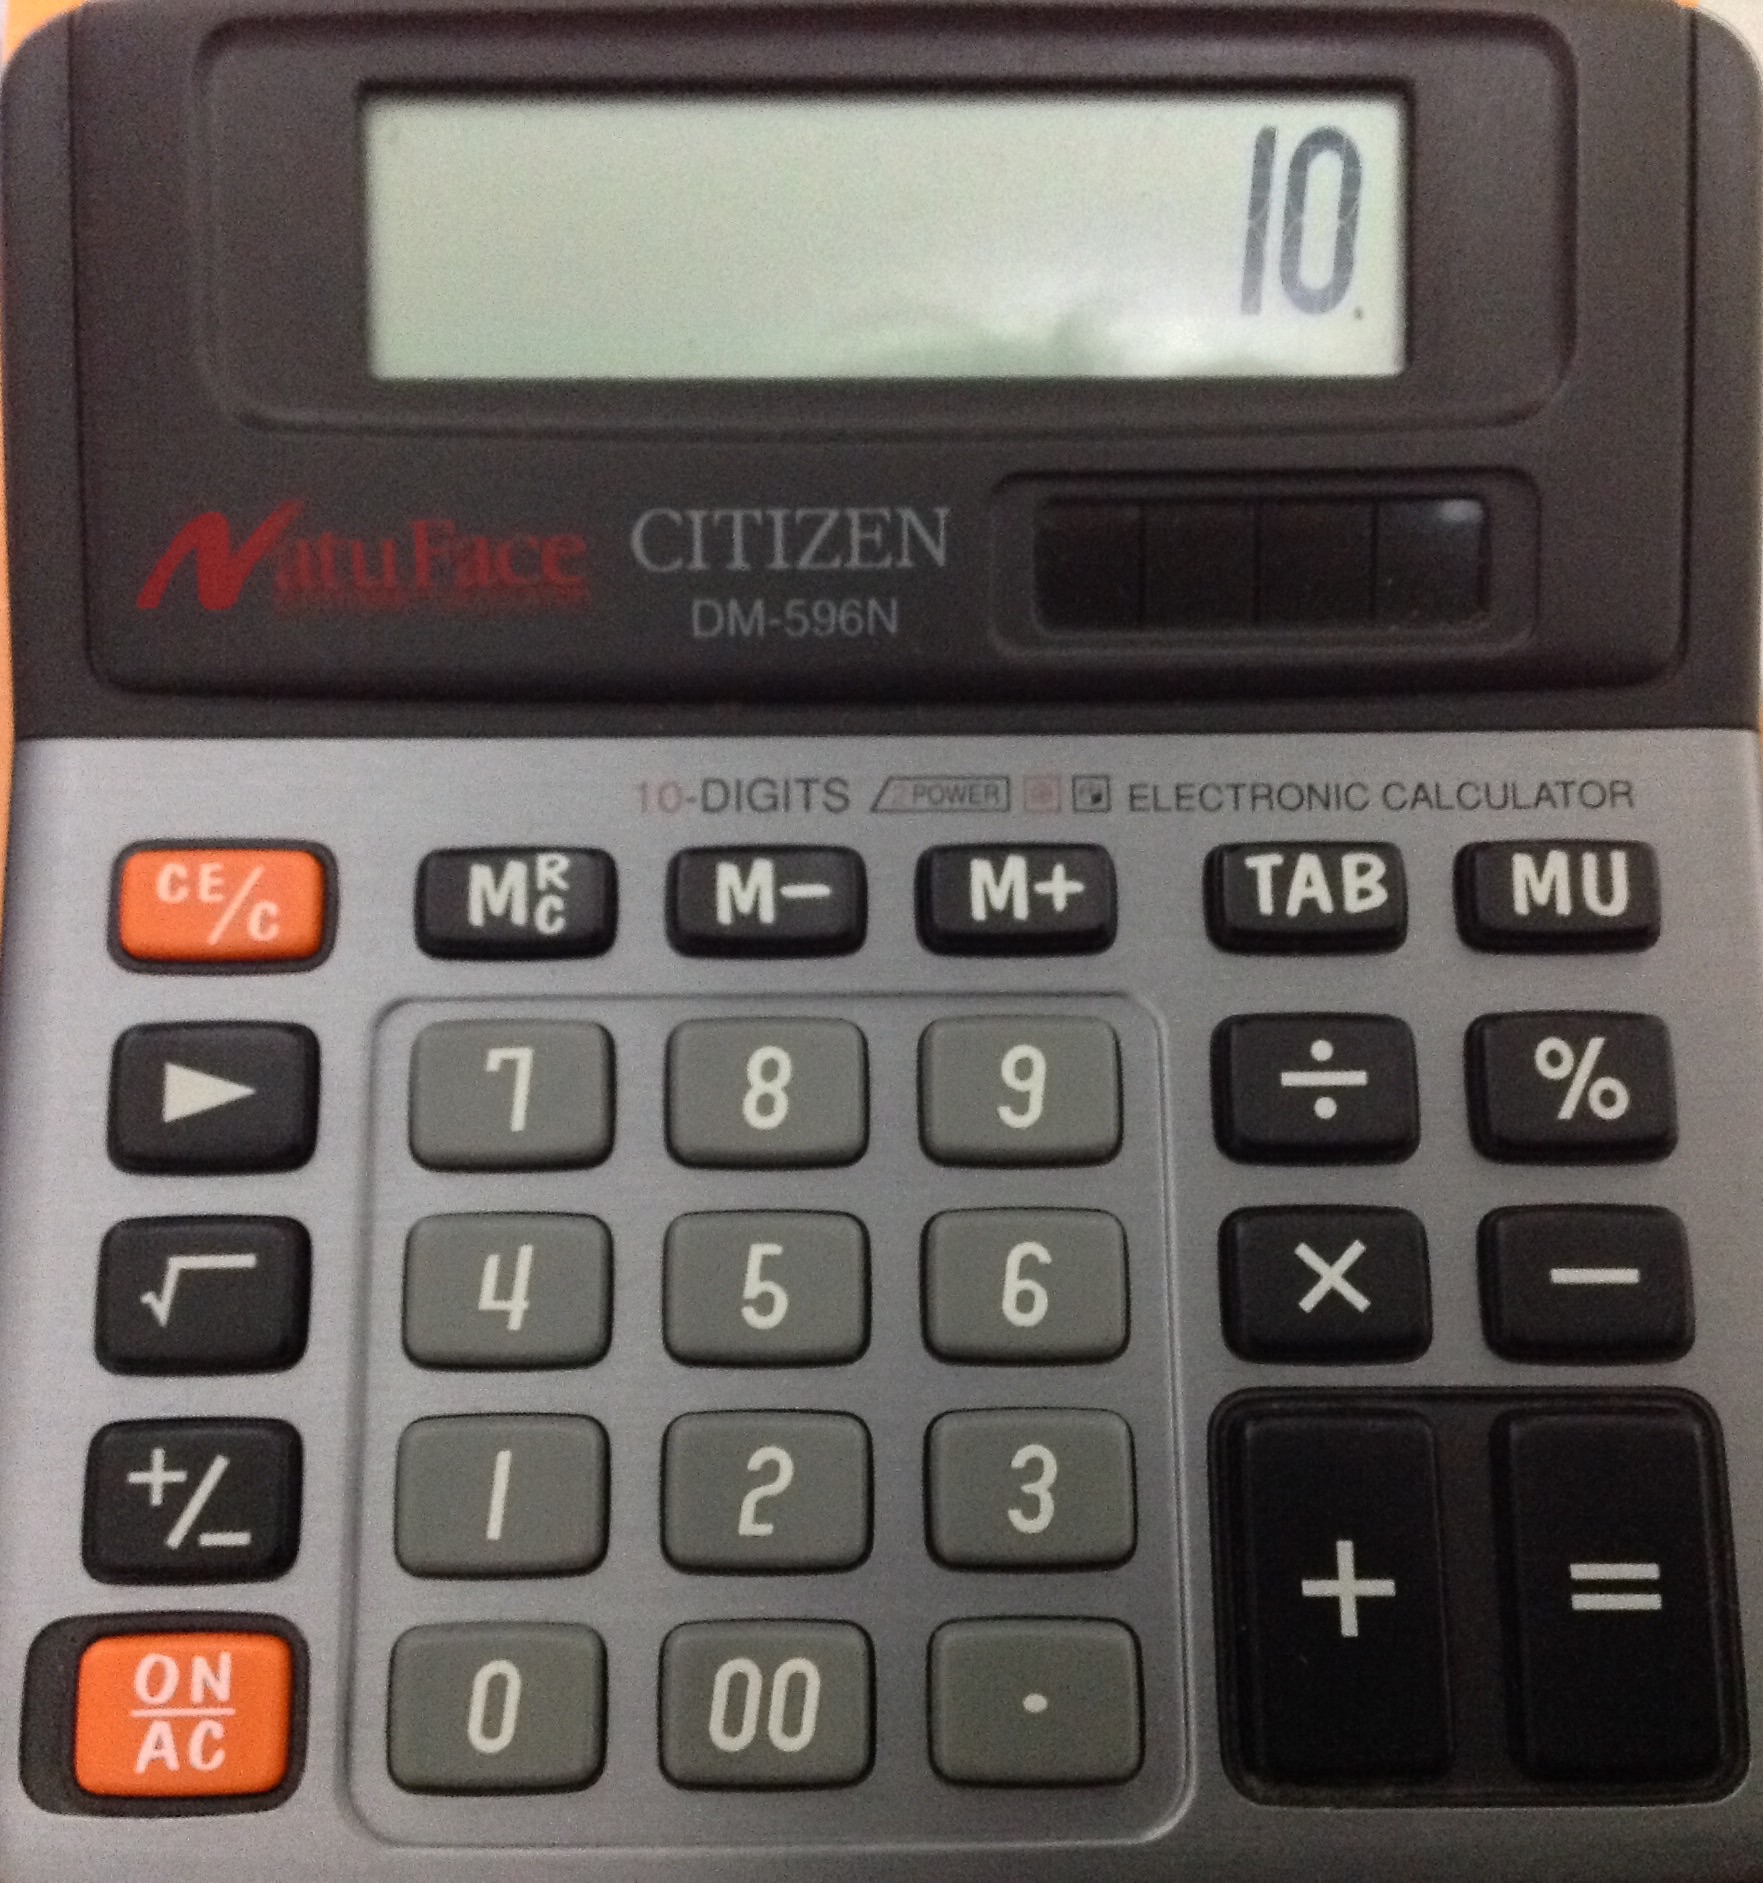 10.
NatuFace CITIZEN
DM-596N
10-DIGITS 2POWER ELECTRONIC CALCULATOR
CE/C MRC M− M+ TAB MU
▶ 7 8 9 ÷ %
√ 4 5 6 × −
+/− 1 2 3
+ =
ON/AC 0 00 .